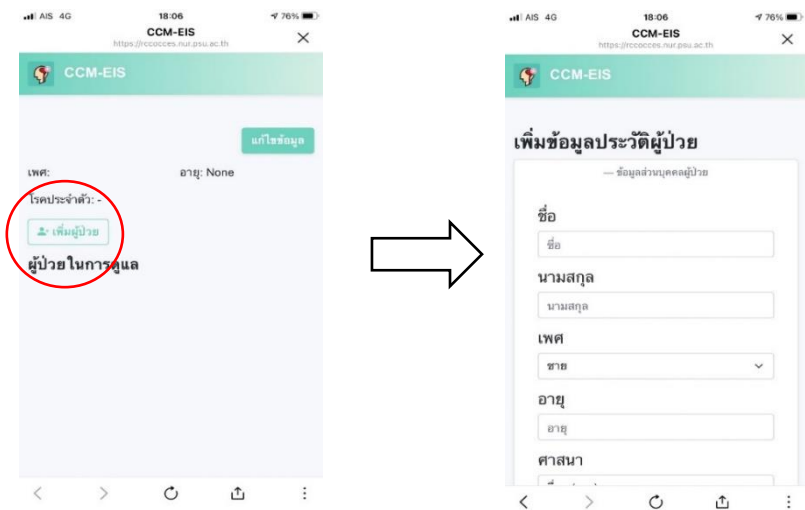 AIS 4G 18:06 76%
CCM-EIS
https://rccocces.nur.psu.ac.th
CCM-EIS
แก้ไขข้อมูล
เพศ: อายุ: None
โรคประจำตัว: -
เพิ่มผู้ป่วย
ผู้ป่วยในการดูแล
AIS 4G 18:06 76%
CCM-EIS
https://rccocces.nur.psu.ac.th
CCM-EIS
เพิ่มข้อมูลประวัติผู้ป่วย
— ข้อมูลส่วนบุคคลผู้ป่วย
ชื่อ
ชื่อ
นามสกุล
นามสกุล
เพศ
ชาย
อายุ
อายุ
ศาสนา